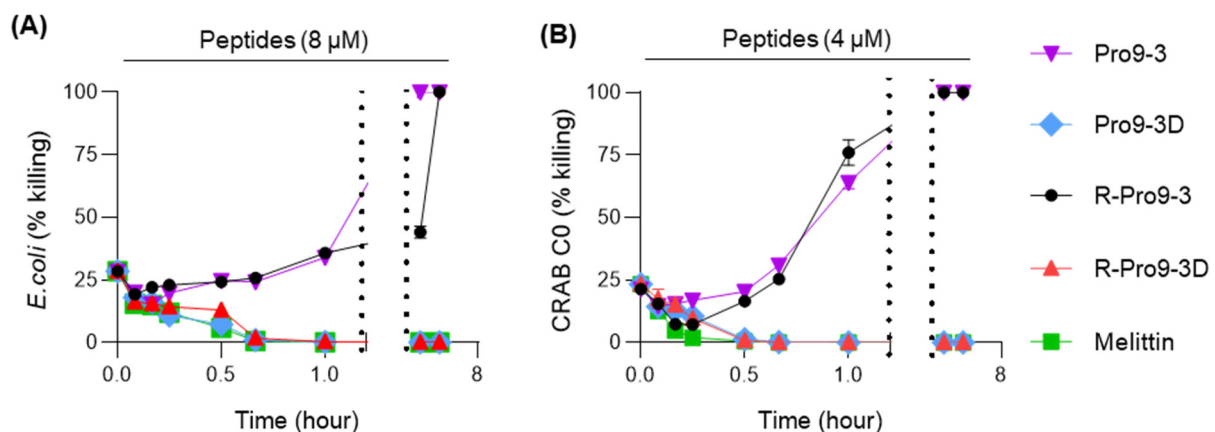 (A)
Peptides (8 µM)
E.coli (% killing)
100
75
50
25
0
0.0 0.5 1.0 8
Time (hour)
(B)
Peptides (4 µM)
CRAB C0 (% killing)
100
75
50
25
0
0.0 0.5 1.0 8
Time (hour)
Pro9-3
Pro9-3D
R-Pro9-3
R-Pro9-3D
Melittin